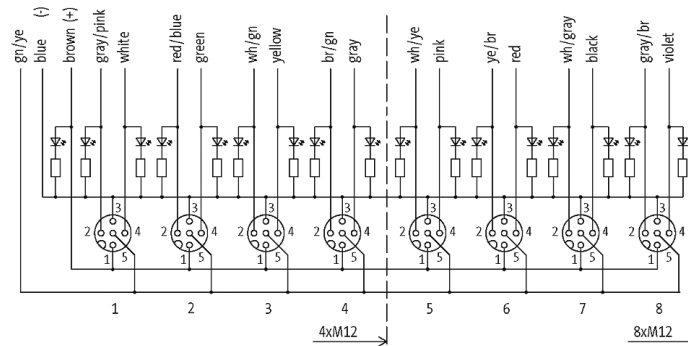 gn/ye
blue (-)
brown (+)
gray/pink
white
red/blue
green
wh/gn
yellow
br/gn
gray
wh/ye
pink
ye/br
red
wh/gray
black
gray/br
violet
3 3 3 3 3 3 3 3
2 4 2 4 2 4 2 4 2 4 2 4 2 4 2 4
1 5 1 5 1 5 1 5 1 5 1 5 1 5 1 5
1 2 3 4 5 6 7 8
4xM12 8xM12